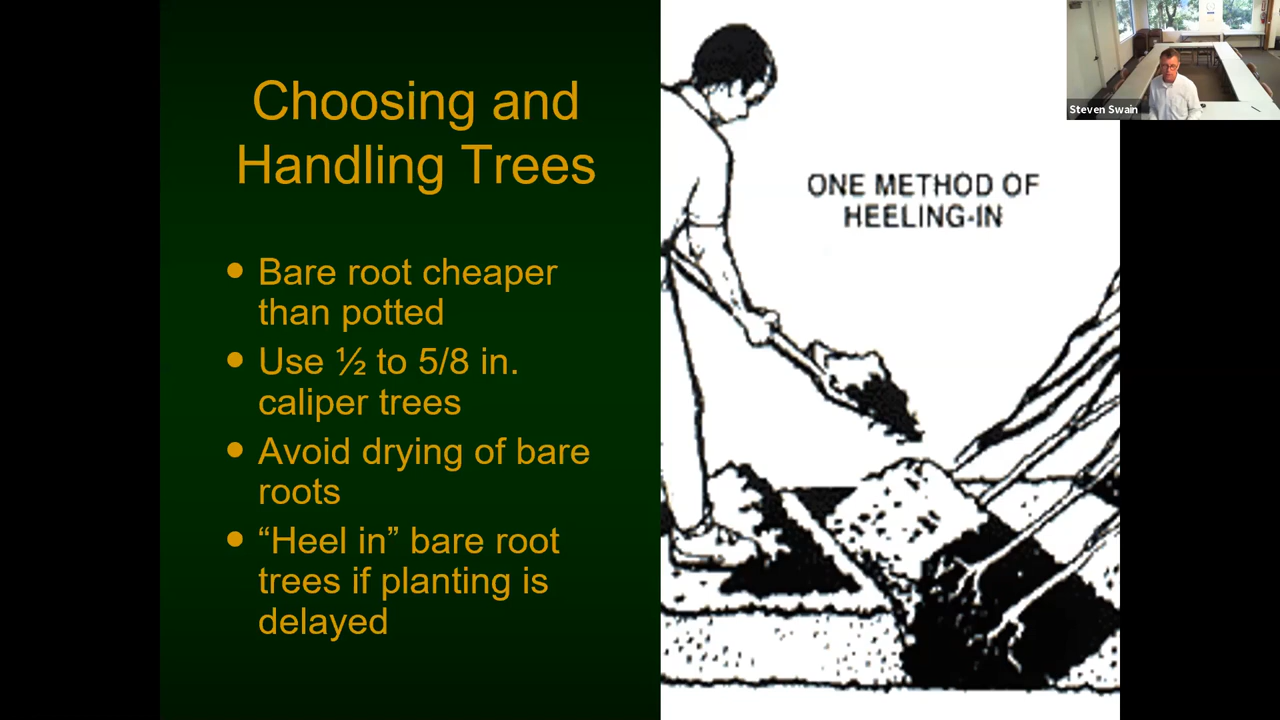 Choosing and
Handling Trees
• Bare root cheaper
than potted
• Use ½ to 5/8 in.
caliper trees
• Avoid drying of bare
roots
• “Heel in” bare root
trees if planting is
delayed
ONE METHOD OF
HEELING-IN
Steven Swain